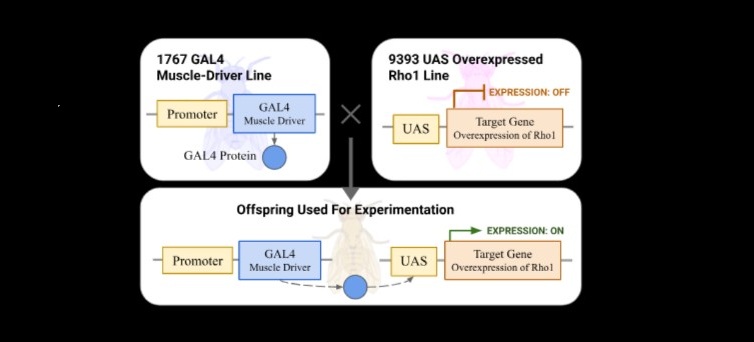 1767 GAL4
Muscle-Driver Line
Promoter
GAL4
Muscle Driver
GAL4 Protein
9393 UAS Overexpressed
Rho1 Line
EXPRESSION: OFF
UAS
Target Gene
Overexpression of Rho1
Offspring Used For Experimentation
EXPRESSION: ON
Promoter
GAL4
Muscle Driver
UAS
Target Gene
Overexpression of Rho1